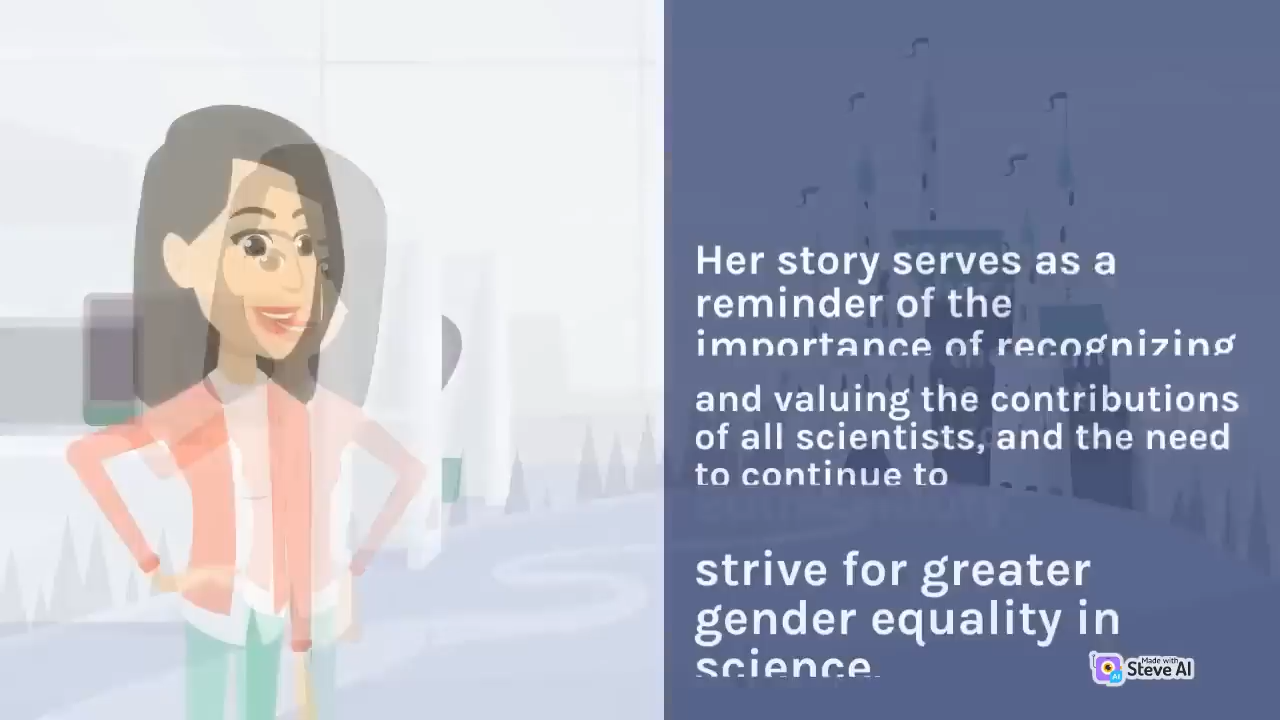 Her story serves as a
reminder of the
importance of recognizing
and valuing the contributions
of all scientists, and the need
to continue to
strive for greater
gender equality in
science.
Made with
Steve AI